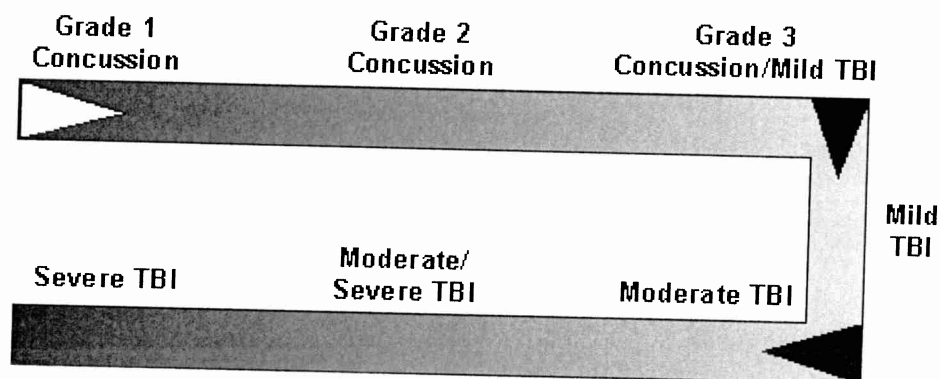 Grade 1
Concussion
Grade 2
Concussion
Grade 3
Concussion/Mild TBI
Mild
TBI
Severe TBI
Moderate/
Severe TBI
Moderate TBI